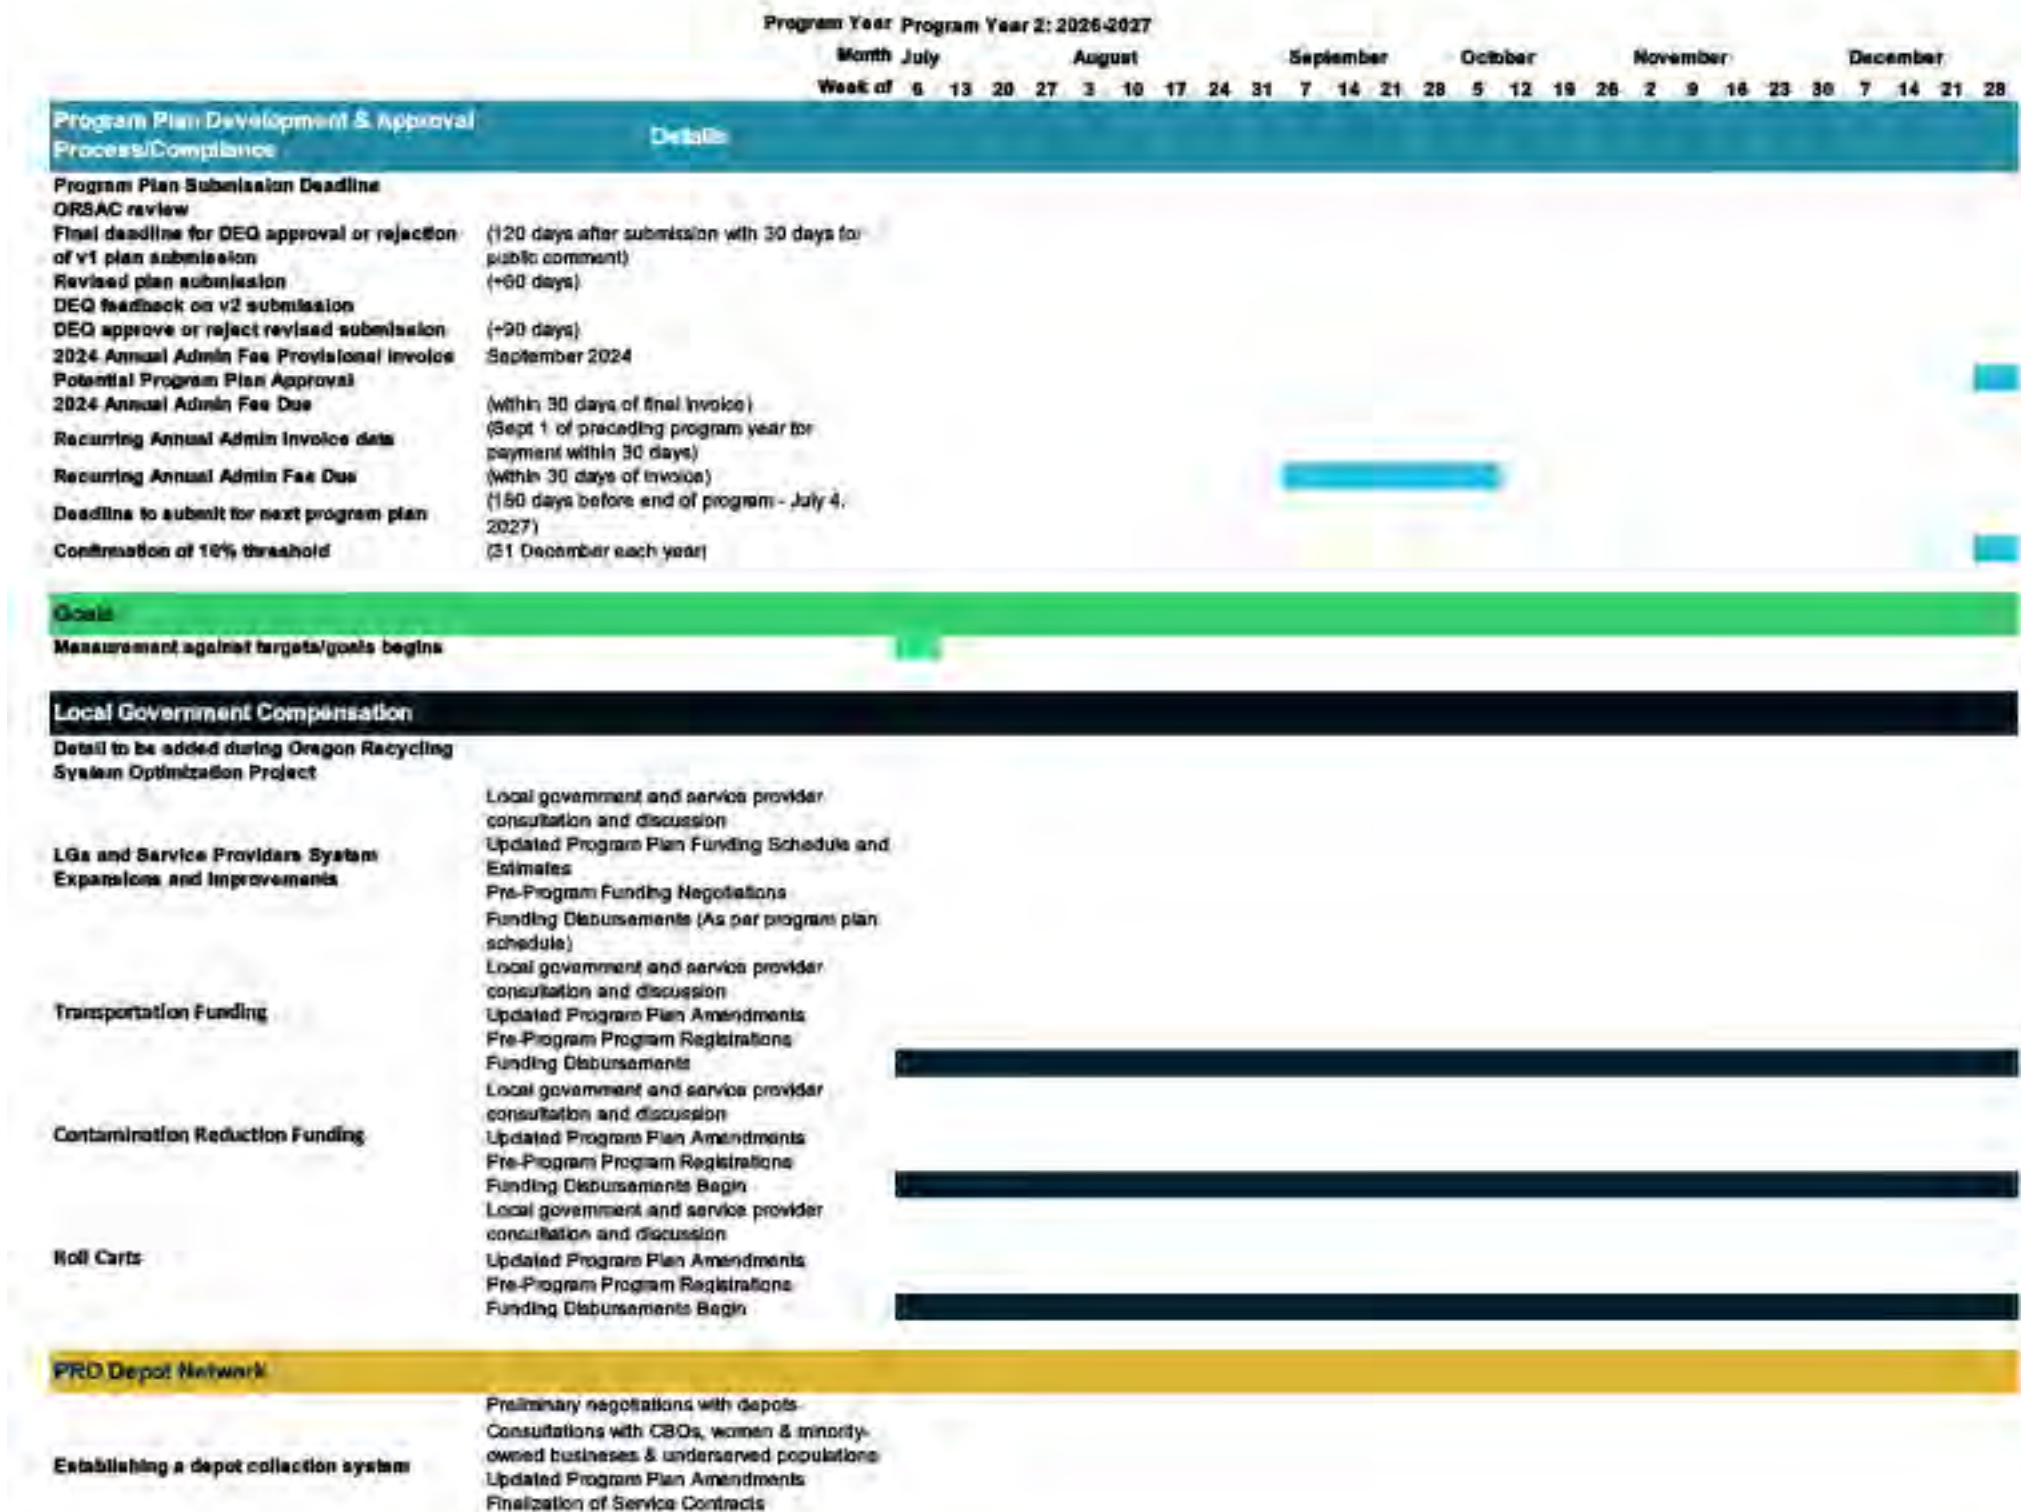 Program Year Program Year 2: 2026-2027
Month July August September October November December
Week of 6 13 20 27 3 10 17 24 31 7 14 21 28 5 12 19 26 2 9 16 23 30 7 14 21 28
Program Plan Development & Approval
Process/Compliance
Details
Program Plan Submission Deadline
ORSAC review
Final deadline for DEQ approval or rejection
of v1 plan submission
(120 days after submission with 30 days for
public comment)
Revised plan submission (+60 days)
DEQ feedback on v2 submission
DEQ approve or reject revised submission (+90 days)
2024 Annual Admin Fee Provisional invoice September 2024
Potential Program Plan Approval
2024 Annual Admin Fee Due (within 30 days of final invoice)
Recurring Annual Admin Invoice date
(Sept 1 of preceding program year for
payment within 30 days)
Recurring Annual Admin Fee Due (within 30 days of invoice)
Deadline to submit for next program plan
(180 days before end of program - July 4,
2027)
Confirmation of 10% threshold (31 December each year)
Goals
Measurement against targets/goals begins
Local Government Compensation
Detail to be added during Oregon Recycling
System Optimization Project
LGs and Service Providers System
Expansions and Improvements
Local government and service provider
consultation and discussion
Updated Program Plan Funding Schedule and
Estimates
Pre-Program Funding Negotiations
Funding Disbursements (As per program plan
schedule)
Transportation Funding
Local government and service provider
consultation and discussion
Updated Program Plan Amendments
Pre-Program Program Registrations
Funding Disbursements
Contamination Reduction Funding
Local government and service provider
consultation and discussion
Updated Program Plan Amendments
Pre-Program Program Registrations
Funding Disbursements Begin
Roll Carts
Local government and service provider
consultation and discussion
Updated Program Plan Amendments
Pre-Program Program Registrations
Funding Disbursements Begin
PRO Depot Network
Establishing a depot collection system
Preliminary negotiations with depots
Consultations with CBOs, women & minority-
owned busineses & underserved populations
Updated Program Plan Amendments
Finalization of Service Contracts